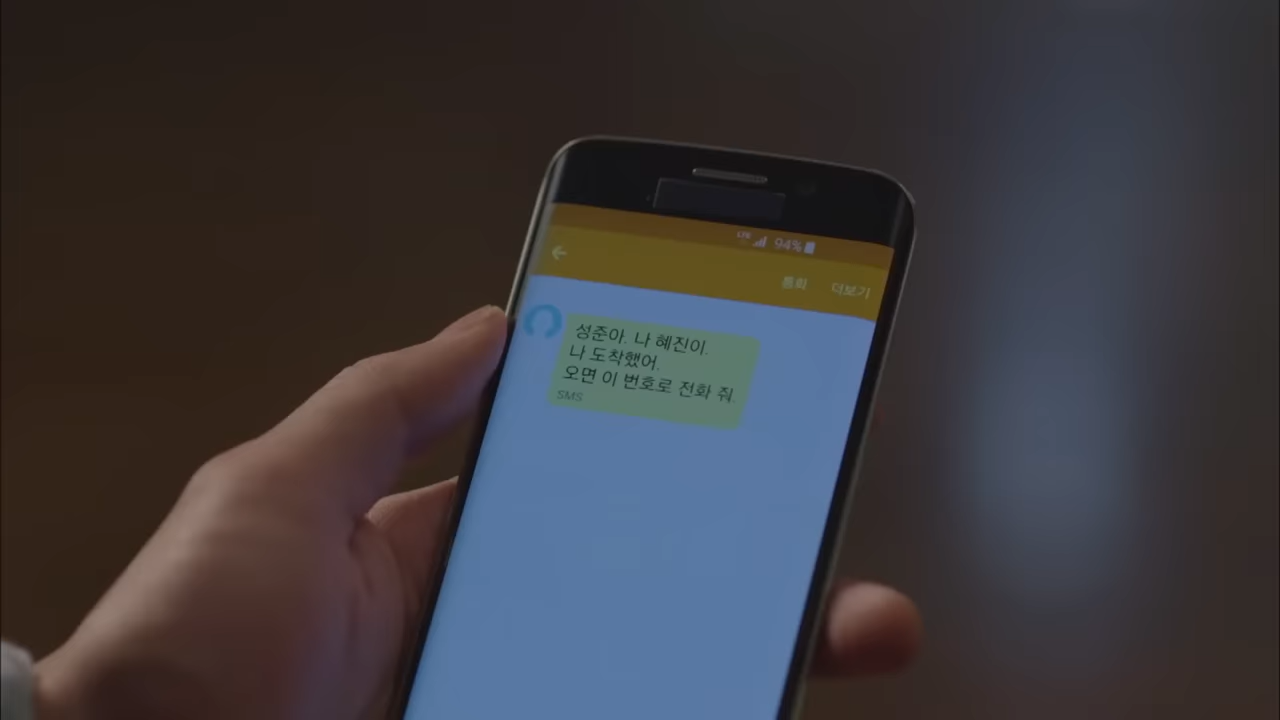 LTE 94%
통화 더보기
성준아. 나 혜진이.
나 도착했어.
오면 이 번호로 전화 줘.
SMS